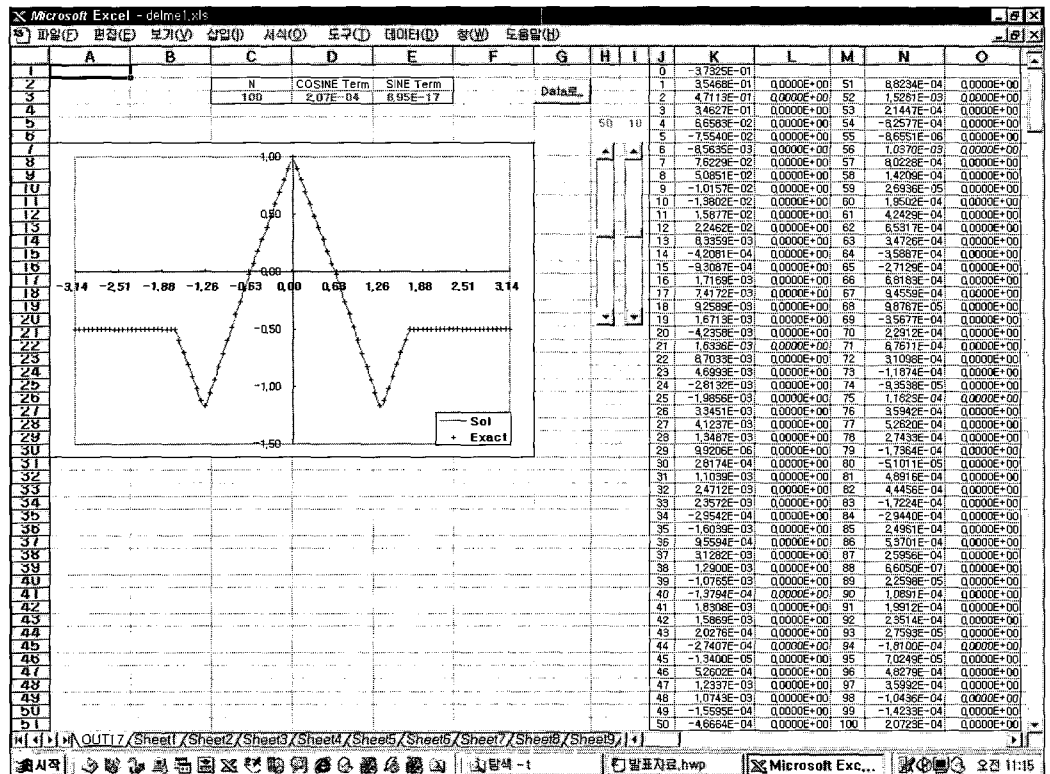 Microsoft Excel - delme1.xls
파일(F) 편집(E) 보기(V) 삽입(I) 서식(O) 도구(T) 데이터(D) 창(W) 도움말(H)
A B C D E F G H I J K L M N O
N COSINE Term SINE Term
100 2,07E-04 8,95E-17
Data로..
50 10
1,00
0,50
0,00
-3,14 -2,51 -1,88 -1,26 -0,63 0,00 0,63 1,26 1,88 2,51 3,14
-0,50
-1,00
-1,50
Sol
Exact
0 -3,7325E-01
1 3,5468E-01 0,0000E+00 51 8,8234E-04 0,0000E+00
2 4,7113E-01 0,0000E+00 52 1,5261E-03 0,0000E+00
3 3,4627E-01 0,0000E+00 53 2,1447E-04 0,0000E+00
4 6,6583E-02 0,0000E+00 54 -8,2577E-04 0,0000E+00
5 -7,5540E-02 0,0000E+00 55 -8,6551E-06 0,0000E+00
6 -8,5635E-03 0,0000E+00 56 1,0370E-03 0,0000E+00
7 7,6229E-02 0,0000E+00 57 8,0228E-04 0,0000E+00
8 5,0851E-02 0,0000E+00 58 1,4209E-04 0,0000E+00
9 -1,0157E-02 0,0000E+00 59 2,6936E-05 0,0000E+00
10 -1,3802E-02 0,0000E+00 60 1,9502E-04 0,0000E+00
11 1,5877E-02 0,0000E+00 61 4,2429E-04 0,0000E+00
12 2,2462E-02 0,0000E+00 62 6,5317E-04 0,0000E+00
13 8,3359E-03 0,0000E+00 63 3,4726E-04 0,0000E+00
14 -4,2081E-04 0,0000E+00 64 -3,5887E-04 0,0000E+00
15 -9,3087E-04 0,0000E+00 65 -2,7129E-04 0,0000E+00
16 1,7169E-03 0,0000E+00 66 6,8183E-04 0,0000E+00
17 7,4172E-03 0,0000E+00 67 9,4559E-04 0,0000E+00
18 9,2589E-03 0,0000E+00 68 9,8767E-05 0,0000E+00
19 1,6713E-03 0,0000E+00 69 -3,5677E-04 0,0000E+00
20 -4,2358E-03 0,0000E+00 70 2,2912E-04 0,0000E+00
21 1,6336E-03 0,0000E+00 71 8,7611E-04 0,0000E+00
22 8,7033E-03 0,0000E+00 72 3,1098E-04 0,0000E+00
23 4,6993E-03 0,0000E+00 73 -1,1874E-04 0,0000E+00
24 -2,8132E-03 0,0000E+00 74 -9,3538E-05 0,0000E+00
25 -1,9856E-03 0,0000E+00 75 1,1623E-04 0,0000E+00
26 3,3451E-03 0,0000E+00 76 3,5942E-04 0,0000E+00
27 4,1237E-03 0,0000E+00 77 5,2620E-04 0,0000E+00
28 1,3487E-03 0,0000E+00 78 2,7433E-04 0,0000E+00
29 9,9206E-06 0,0000E+00 79 -1,7364E-04 0,0000E+00
30 2,8174E-04 0,0000E+00 80 -5,1011E-05 0,0000E+00
31 1,1039E-03 0,0000E+00 81 4,8916E-04 0,0000E+00
32 2,4712E-03 0,0000E+00 82 4,4456E-04 0,0000E+00
33 2,3572E-03 0,0000E+00 83 -1,7224E-04 0,0000E+00
34 -2,9542E-04 0,0000E+00 84 -2,9440E-04 0,0000E+00
35 -1,6039E-03 0,0000E+00 85 2,4961E-04 0,0000E+00
36 9,5594E-04 0,0000E+00 86 5,3701E-04 0,0000E+00
37 3,1282E-03 0,0000E+00 87 2,5956E-04 0,0000E+00
38 1,2900E-03 0,0000E+00 88 6,6050E-07 0,0000E+00
39 -1,0765E-03 0,0000E+00 89 2,2598E-05 0,0000E+00
40 -1,3794E-04 0,0000E+00 90 1,0891E-04 0,0000E+00
41 1,8308E-03 0,0000E+00 91 1,9912E-04 0,0000E+00
42 1,5869E-03 0,0000E+00 92 2,3514E-04 0,0000E+00
43 2,0276E-04 0,0000E+00 93 2,7593E-05 0,0000E+00
44 -2,7407E-04 0,0000E+00 94 -1,8100E-04 0,0000E+00
45 -1,3400E-05 0,0000E+00 95 7,0249E-05 0,0000E+00
46 5,2602E-04 0,0000E+00 96 4,8279E-04 0,0000E+00
47 1,2337E-03 0,0000E+00 97 3,5992E-04 0,0000E+00
48 1,0743E-03 0,0000E+00 98 -1,0436E-04 0,0000E+00
49 -1,5595E-04 0,0000E+00 99 -1,4233E-04 0,0000E+00
50 -4,6664E-04 0,0000E+00 100 2,0723E-04 0,0000E+00
OUT17 Sheet1 Sheet2 Sheet3 Sheet4 Sheet5 Sheet6 Sheet7 Sheet8 Sheet9
시작 탐색 - t 발표자료.hwp Microsoft Exc... 오전 11:15